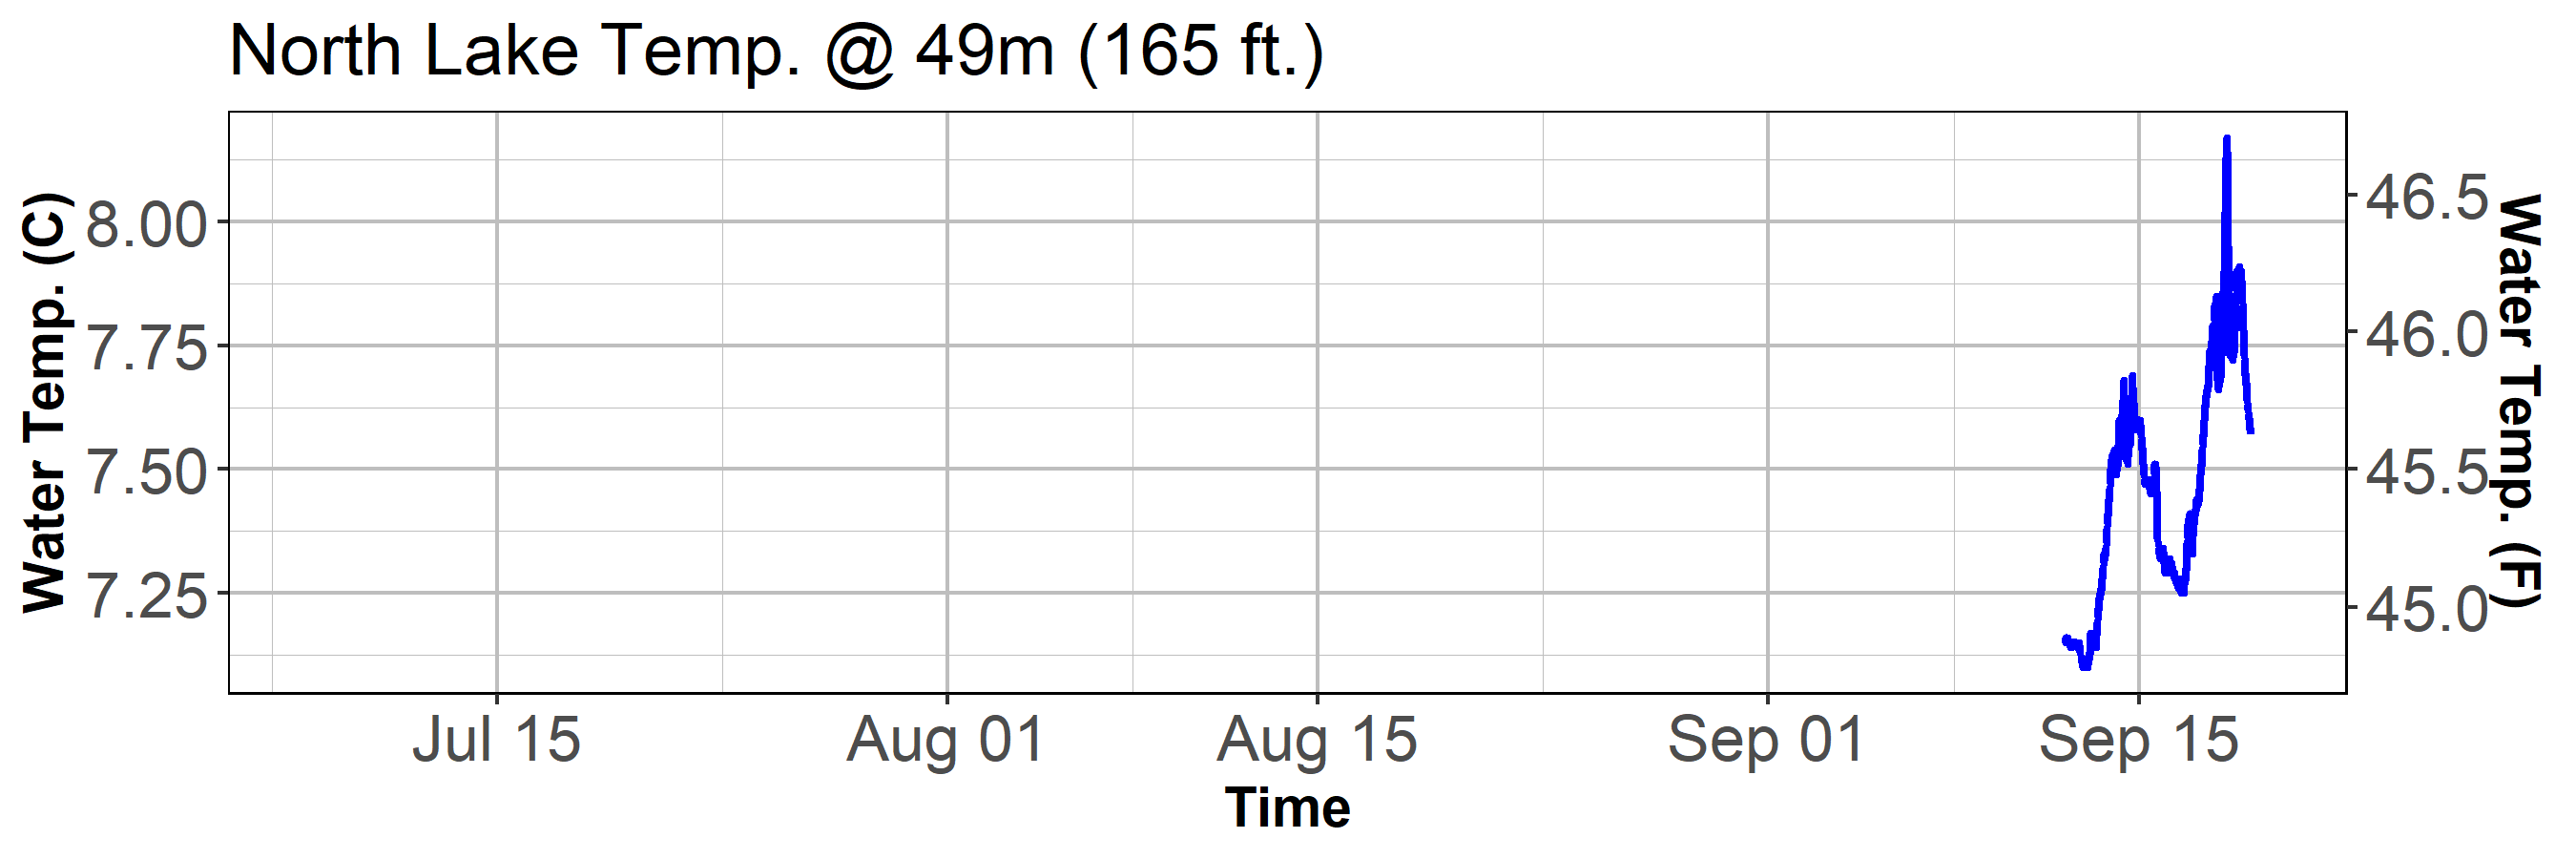 North Lake Temp. @ 49m (165 ft.)
Water Temp. (C)
8.00
7.75
7.50
7.25
46.5
46.0
45.5
45.0
Water Temp. (F)
Jul 15
Aug 01
Aug 15
Sep 01
Sep 15
Time